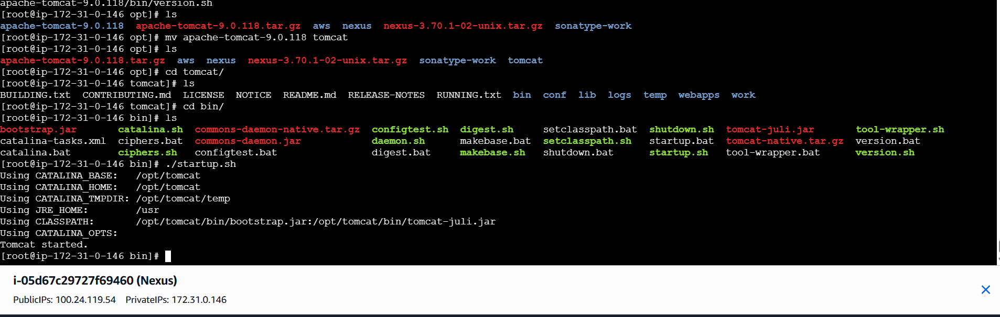 apache-tomcat-9.0.118/bin/version.sh
[root@ip-172-31-0-146 opt]# ls
apache-tomcat-9.0.118  apache-tomcat-9.0.118.tar.gz  aws  nexus  nexus-3.70.1-02-unix.tar.gz  sonatype-work
[root@ip-172-31-0-146 opt]# mv apache-tomcat-9.0.118 tomcat
[root@ip-172-31-0-146 opt]# ls
apache-tomcat-9.0.118.tar.gz  aws  nexus  nexus-3.70.1-02-unix.tar.gz  sonatype-work  tomcat
[root@ip-172-31-0-146 opt]# cd tomcat/
[root@ip-172-31-0-146 tomcat]# ls
BUILDING.txt  CONTRIBUTING.md  LICENSE  NOTICE  README.md  RELEASE-NOTES  RUNNING.txt  bin  conf  lib  logs  temp  webapps  work
[root@ip-172-31-0-146 tomcat]# cd bin/
[root@ip-172-31-0-146 bin]# ls
bootstrap.jar       catalina.sh  commons-daemon-native.tar.gz  configtest.sh  digest.sh     setclasspath.bat  shutdown.sh  tomcat-juli.jar       tool-wrapper.sh
catalina-tasks.xml  ciphers.bat  commons-daemon.jar            daemon.sh      makebase.bat  setclasspath.sh   startup.bat  tomcat-native.tar.gz  version.bat
catalina.bat        ciphers.sh   configtest.bat                digest.bat     makebase.sh   shutdown.bat      startup.sh   tool-wrapper.bat      version.sh
[root@ip-172-31-0-146 bin]# ./startup.sh
Using CATALINA_BASE:   /opt/tomcat
Using CATALINA_HOME:   /opt/tomcat
Using CATALINA_TMPDIR: /opt/tomcat/temp
Using JRE_HOME:        /usr
Using CLASSPATH:       /opt/tomcat/bin/bootstrap.jar:/opt/tomcat/bin/tomcat-juli.jar
Using CATALINA_OPTS:
Tomcat started.
[root@ip-172-31-0-146 bin]#
i-05d67c29727f69460 (Nexus)
PublicIPs: 100.24.119.54  PrivateIPs: 172.31.0.146